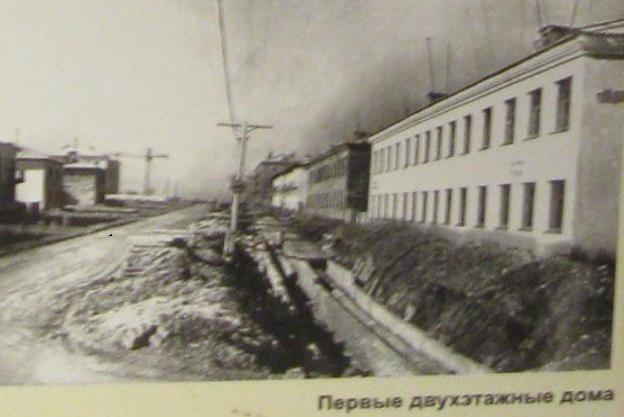 Первые двухэтажные дома